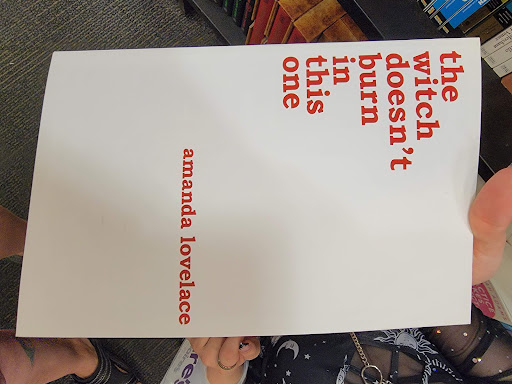 the
witch
doesn't
burn
in
this
one
amanda lovelace